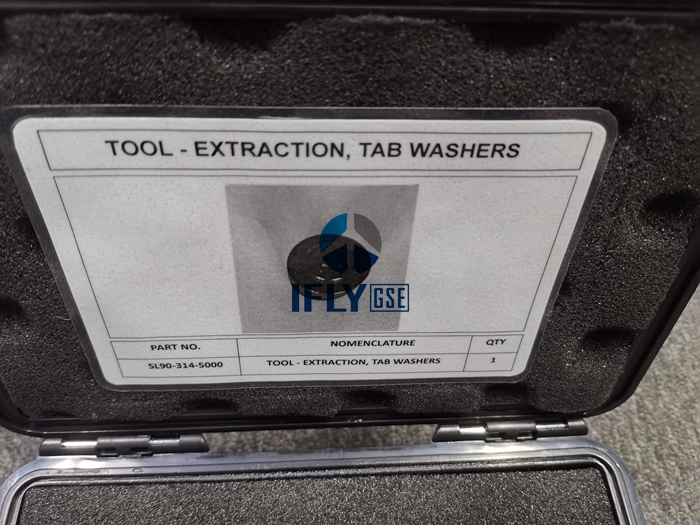 TOOL - EXTRACTION, TAB WASHERS
IFLY GSE
PART NO. NOMENCLATURE QTY
SL90-314-5000 TOOL - EXTRACTION, TAB WASHERS 1